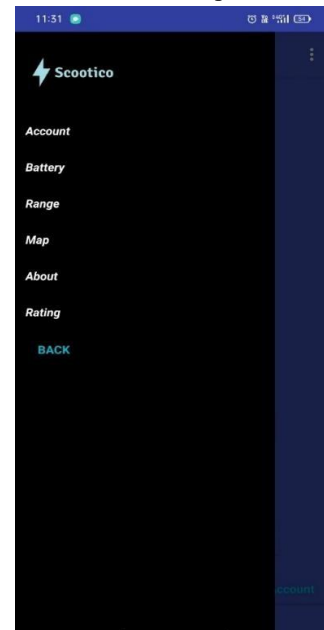 11:31
Scootico
Account
Battery
Range
Map
About
Rating
BACK
ccount